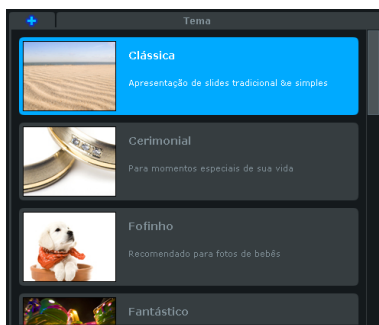 Tema
Clássica
Apresentação de slides tradicional &e simples
Cerimonial
Para momentos especiais de sua vida
Fofinho
Recomendado para fotos de bebês
Fantástico